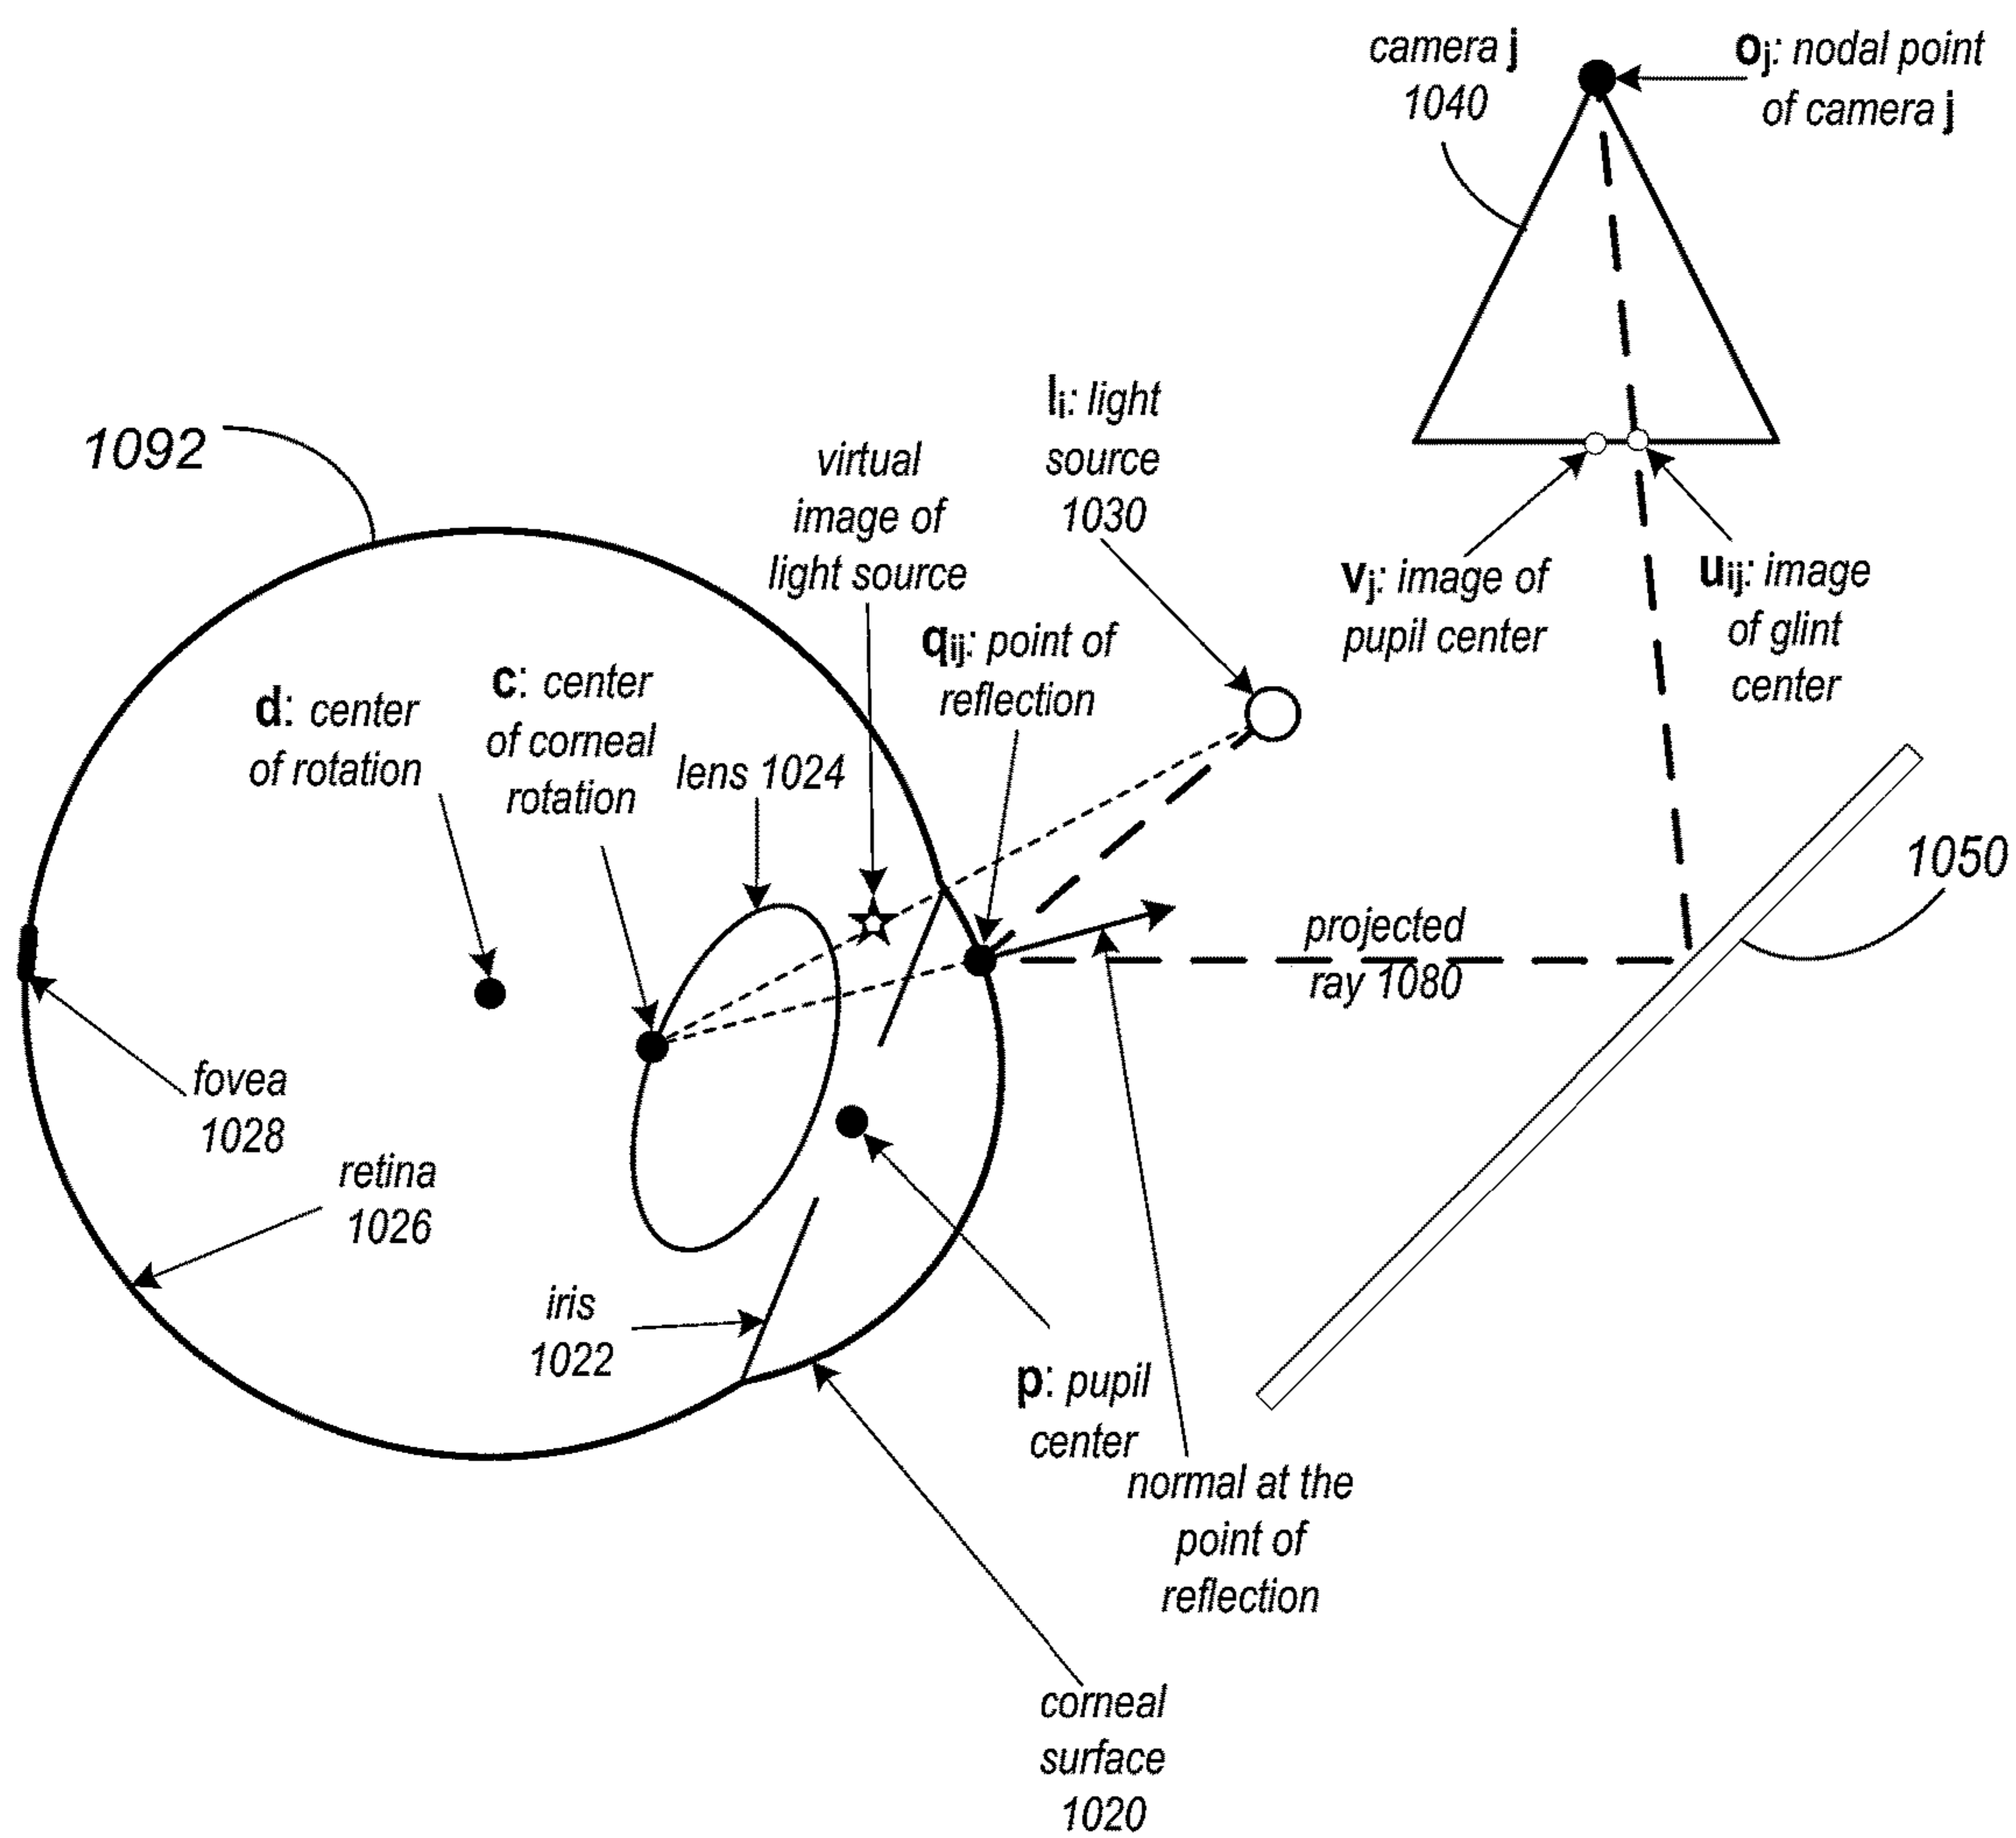 camera j
1040
oj: nodal point
of camera j
1092
virtual
image of
light source
li: light
source
1030
vj: image of
pupil center
uij: image
of glint
center
qij: point of
reflection
d: center
of rotation
c: center
of corneal
rotation
lens 1024
1050
projected
ray 1080
fovea
1028
retina
1026
iris
1022
p: pupil
center
normal at the
point of
reflection
corneal
surface
1020